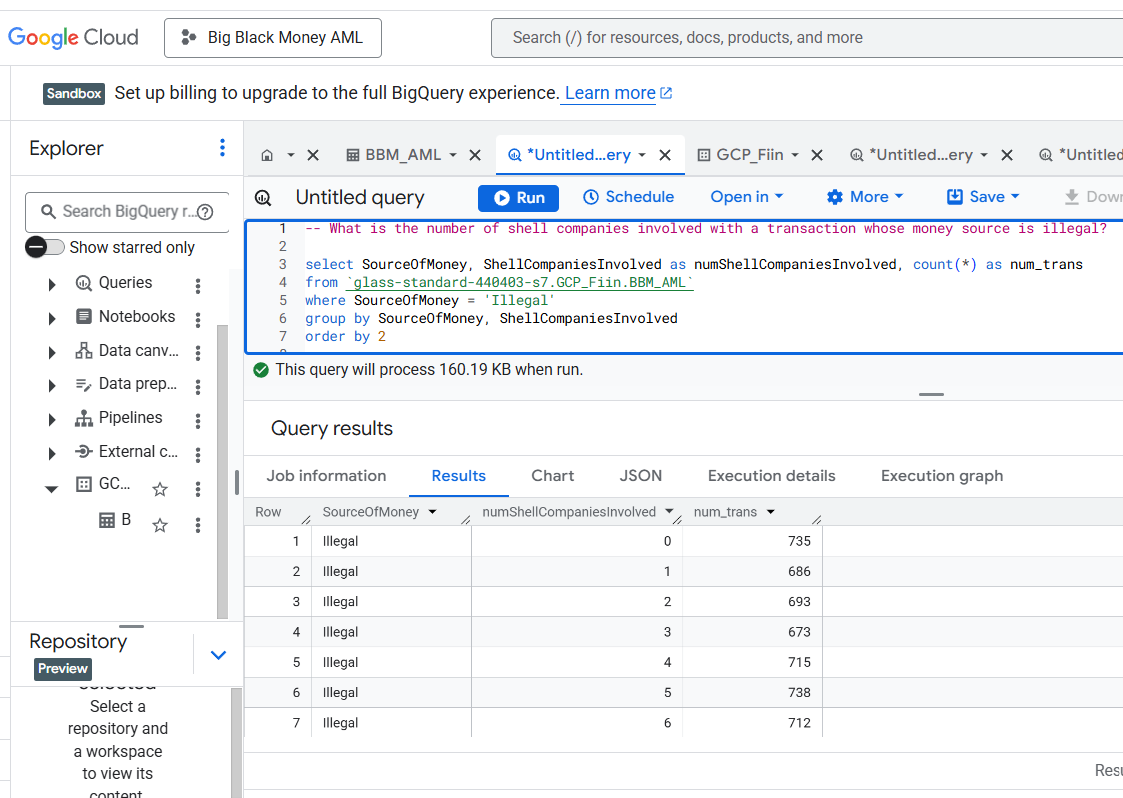 Google Cloud
Big Black Money AML
Search (/) for resources, docs, products, and more
Sandbox Set up billing to upgrade to the full BigQuery experience. Learn more
Explorer
BBM_AML
*Untitled...ery
GCP_Fiin
*Untitled...ery
*Untitled
Search BigQuery r...
Untitled query
Run
Schedule
Open in
More
Save
Down
Show starred only
1 -- What is the number of shell companies involved with a transaction whose money source is illegal?
2
3 select SourceOfMoney, ShellCompaniesInvolved as numShellCompaniesInvolved, count(*) as num_trans
4 from `glass-standard-440403-s7.GCP_Fiin.BBM_AML`
5 where SourceOfMoney = 'Illegal'
6 group by SourceOfMoney, ShellCompaniesInvolved
7 order by 2
This query will process 160.19 KB when run.
Queries
Notebooks
Data canv...
Data prep...
Pipelines
External c...
GC...
B
Query results
Job information Results Chart JSON Execution details Execution graph
Row SourceOfMoney numShellCompaniesInvolved num_trans
1 Illegal 0 735
2 Illegal 1 686
3 Illegal 2 693
4 Illegal 3 673
5 Illegal 4 715
6 Illegal 5 738
7 Illegal 6 712
Resu
Repository
Preview
selected
Select a
repository and
a workspace
to view its
content